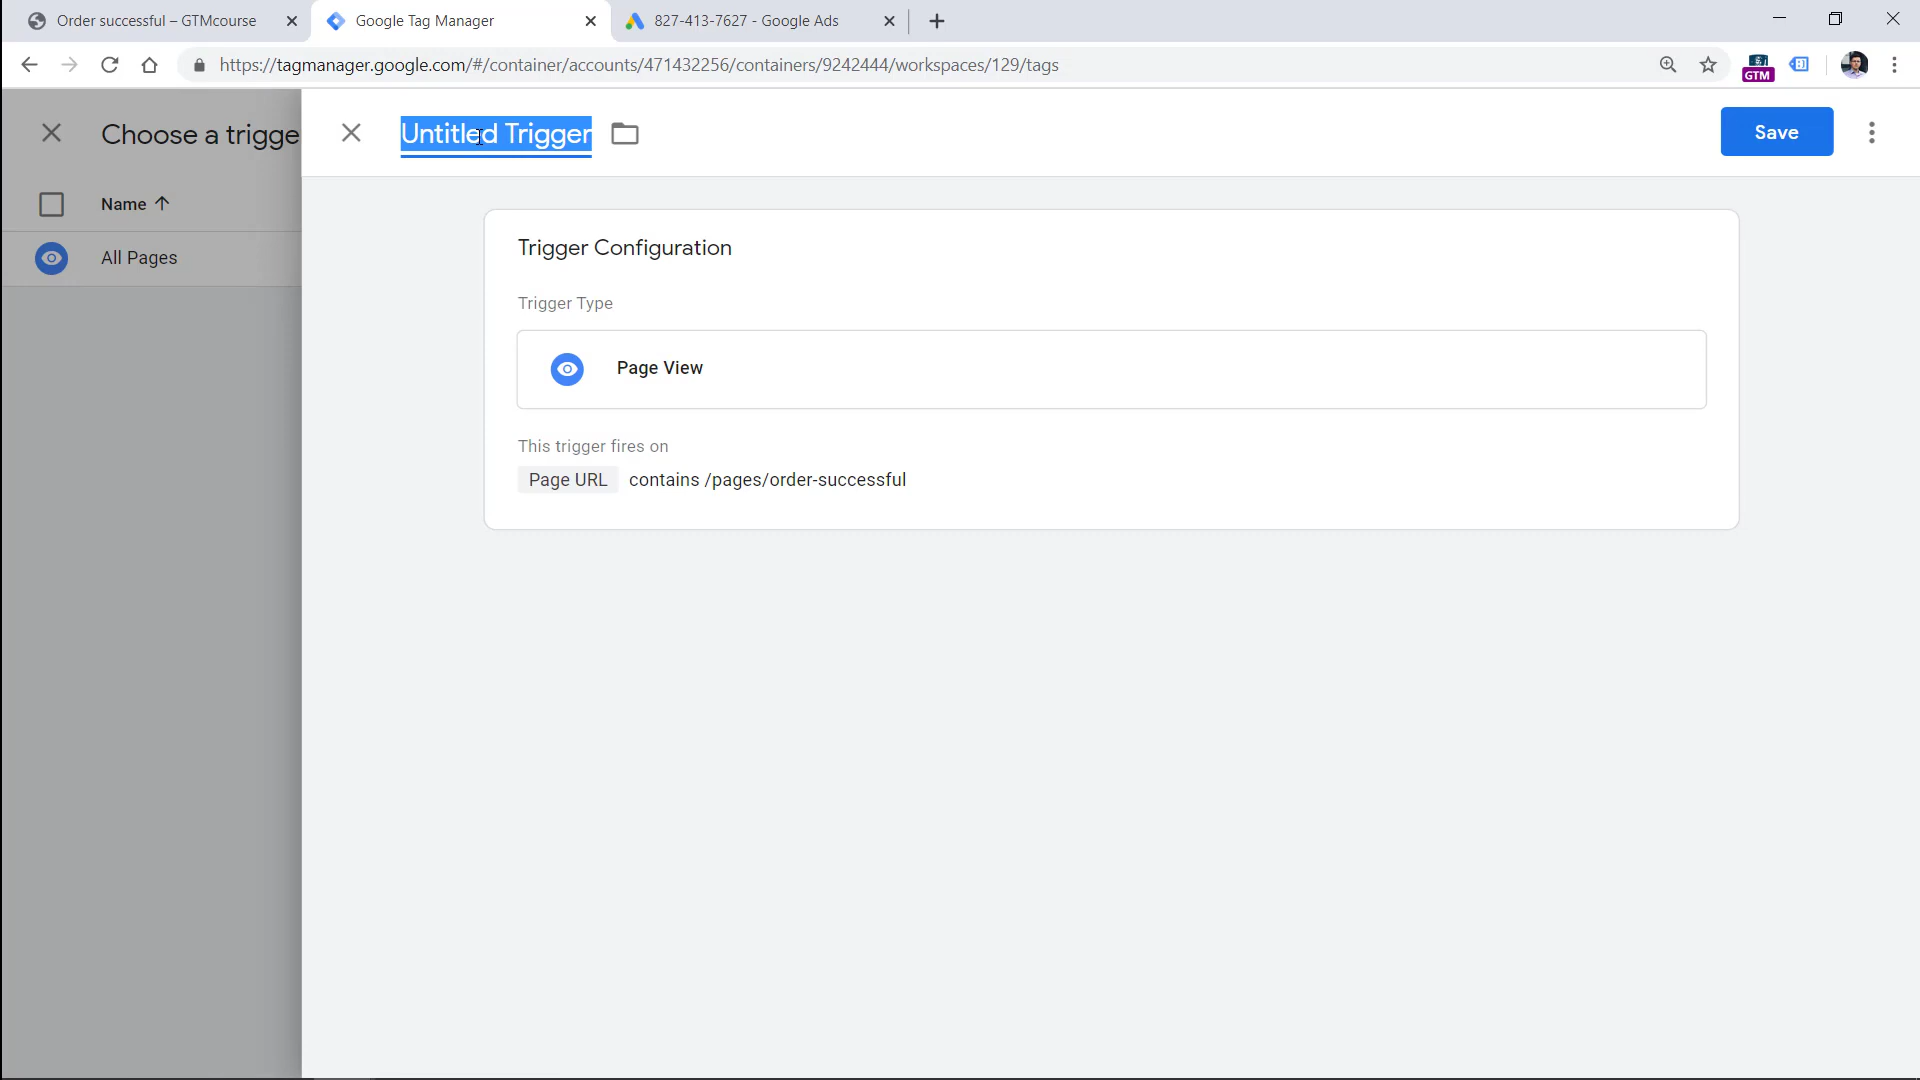 Order successful – GTMcourse
Google Tag Manager
827-413-7627 - Google Ads
https://tagmanager.google.com/#/container/accounts/471432256/containers/9242444/workspaces/129/tags
GTM
Choose a trigge
Untitled Trigger
Save
Name
All Pages
Trigger Configuration
Trigger Type
Page View
This trigger fires on
Page URL contains /pages/order-successful